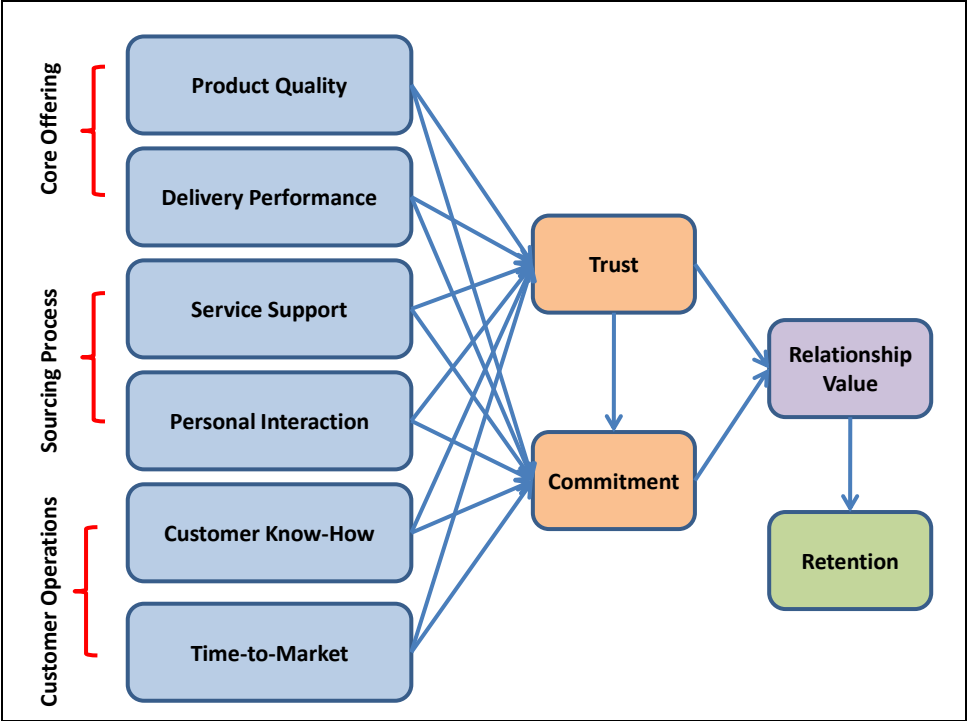 Core Offering
Product Quality
Delivery Performance
Sourcing Process
Service Support
Personal Interaction
Customer Operations
Customer Know-How
Time-to-Market
Trust
Commitment
Relationship
Value
Retention